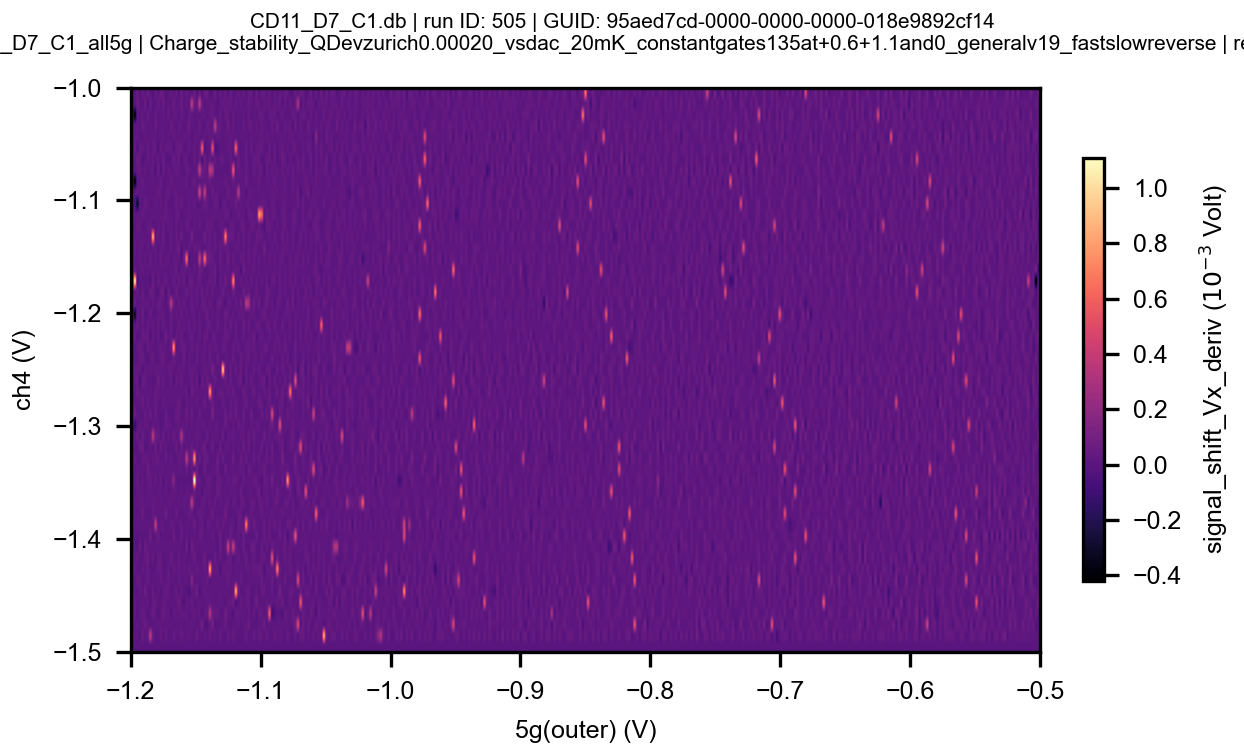 CD11_D7_C1.db | run ID: 505 | GUID: 95aed7cd-0000-0000-0000-018e9892cf14
_D7_C1_all5g | Charge_stability_QDevzurich0.00020_vsdac_20mK_constantgates135at+0.6+1.1and0_generalv19_fastslowreverse | re
−1.0
−1.1
−1.2
−1.3
−1.4
−1.5
ch4 (V)
−1.2 −1.1 −1.0 −0.9 −0.8 −0.7 −0.6 −0.5
5g(outer) (V)
1.0
0.8
0.6
0.4
0.2
0.0
−0.2
−0.4
signal_shift_Vx_deriv (10⁻³ Volt)